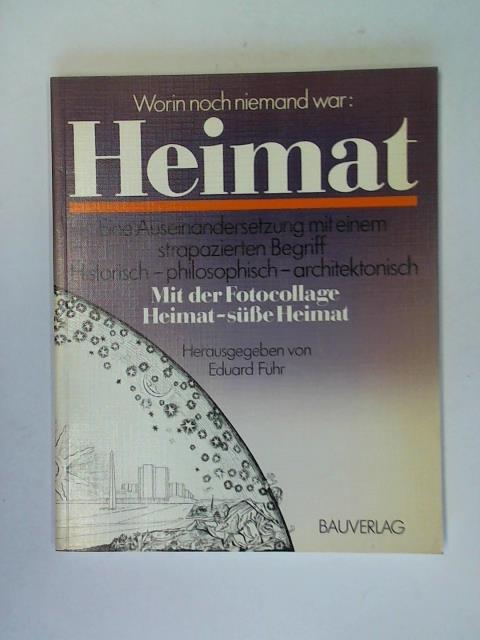 Worin noch niemand war:
Heimat
Eine Auseinandersetzung mit einem
strapazierten Begriff
Historisch – philosophisch – architektonisch
Mit der Fotocollage
Heimat – süße Heimat
Herausgegeben von
Eduard Führ
BAUVERLAG